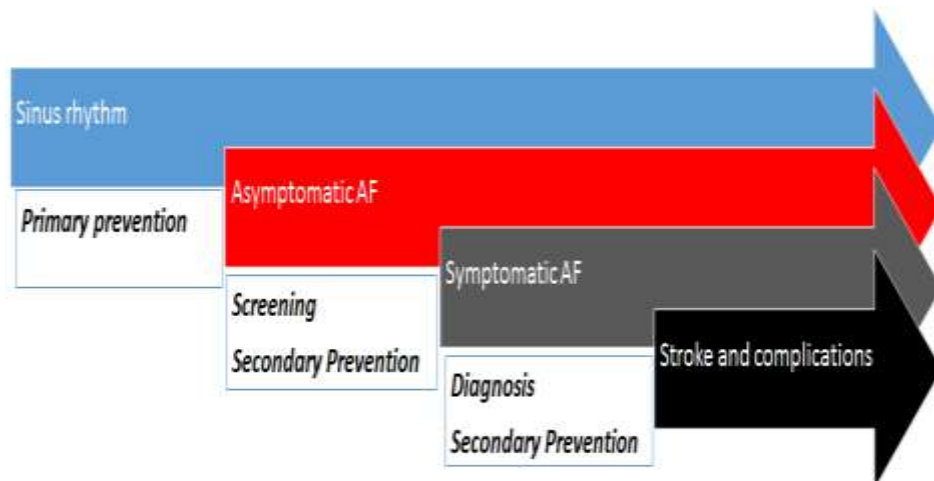 Sinus rhythm
Primary prevention
Asymptomatic AF
Screening
Secondary Prevention
Symptomatic AF
Diagnosis
Secondary Prevention
Stroke and complications